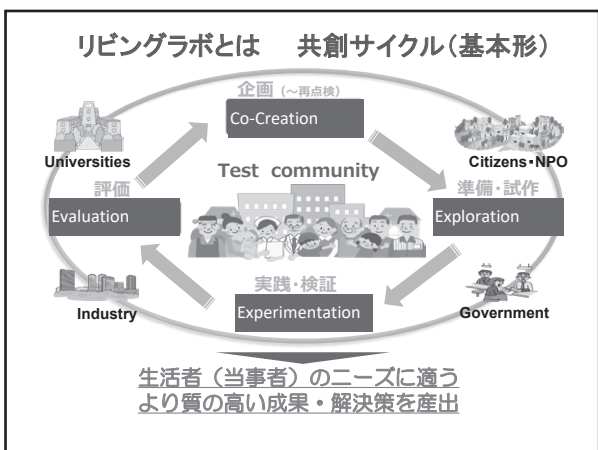 リビングラボとは 共創サイクル(基本形)
企画(~再点検)
Co-Creation
Universities
Citizens・NPO
Test community
評価
Evaluation
準備・試作
Exploration
実践・検証
Experimentation
Industry
Government
生活者(当事者)のニーズに適う
より質の高い成果・解決策を産出